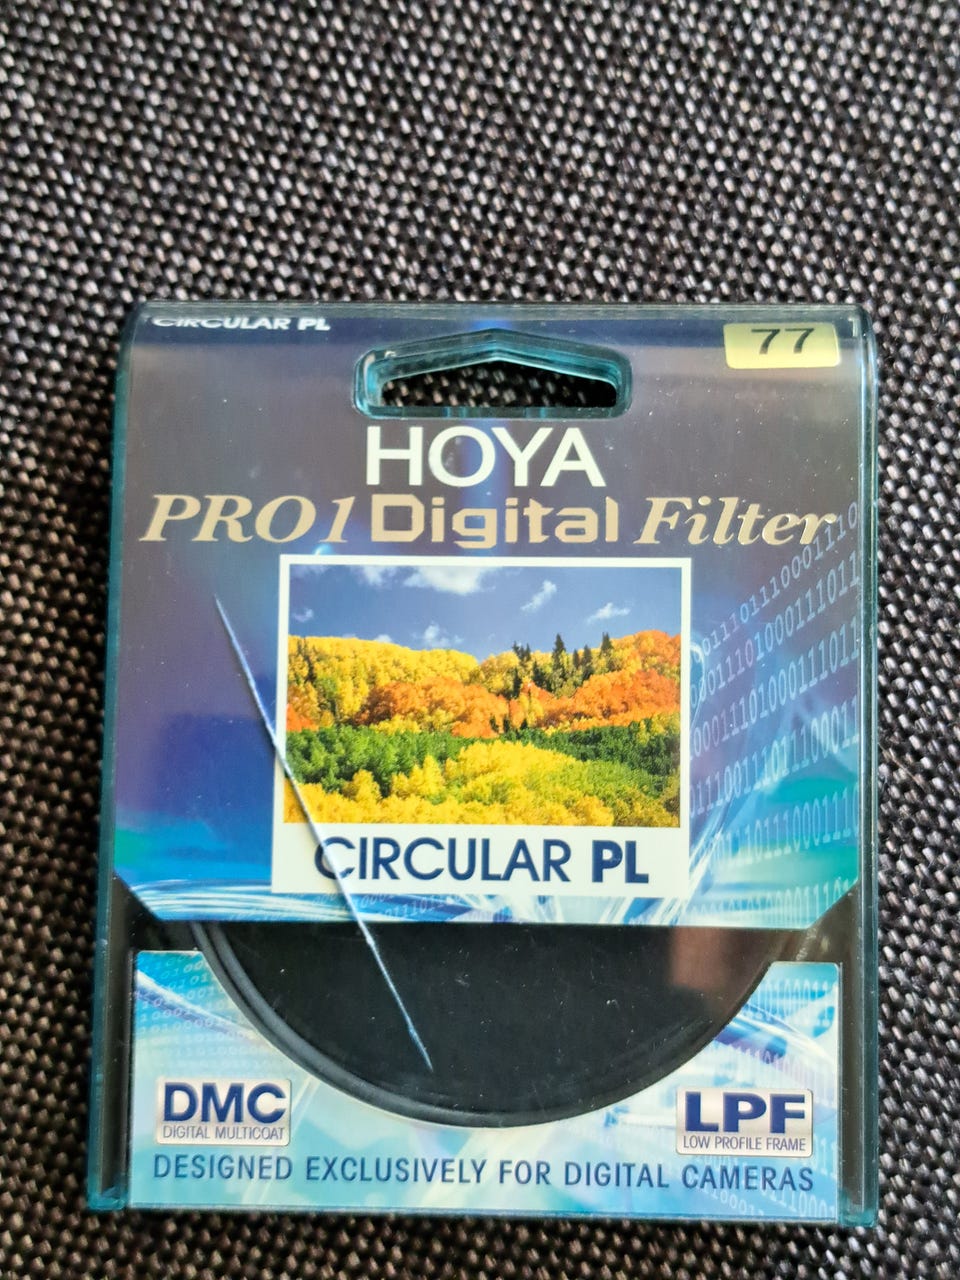 CIRCULAR PL
77
HOYA
PRO1 Digital Filter
CIRCULAR PL
DMC
DIGITAL MULTICOAT
LPF
LOW PROFILE FRAME
DESIGNED EXCLUSIVELY FOR DIGITAL CAMERAS